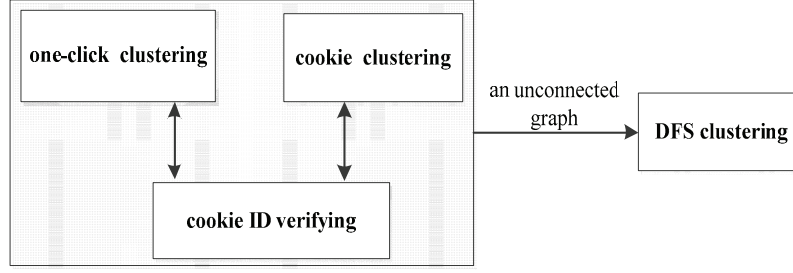 one-click clustering
cookie clustering
cookie ID verifying
an unconnected
graph
DFS clustering